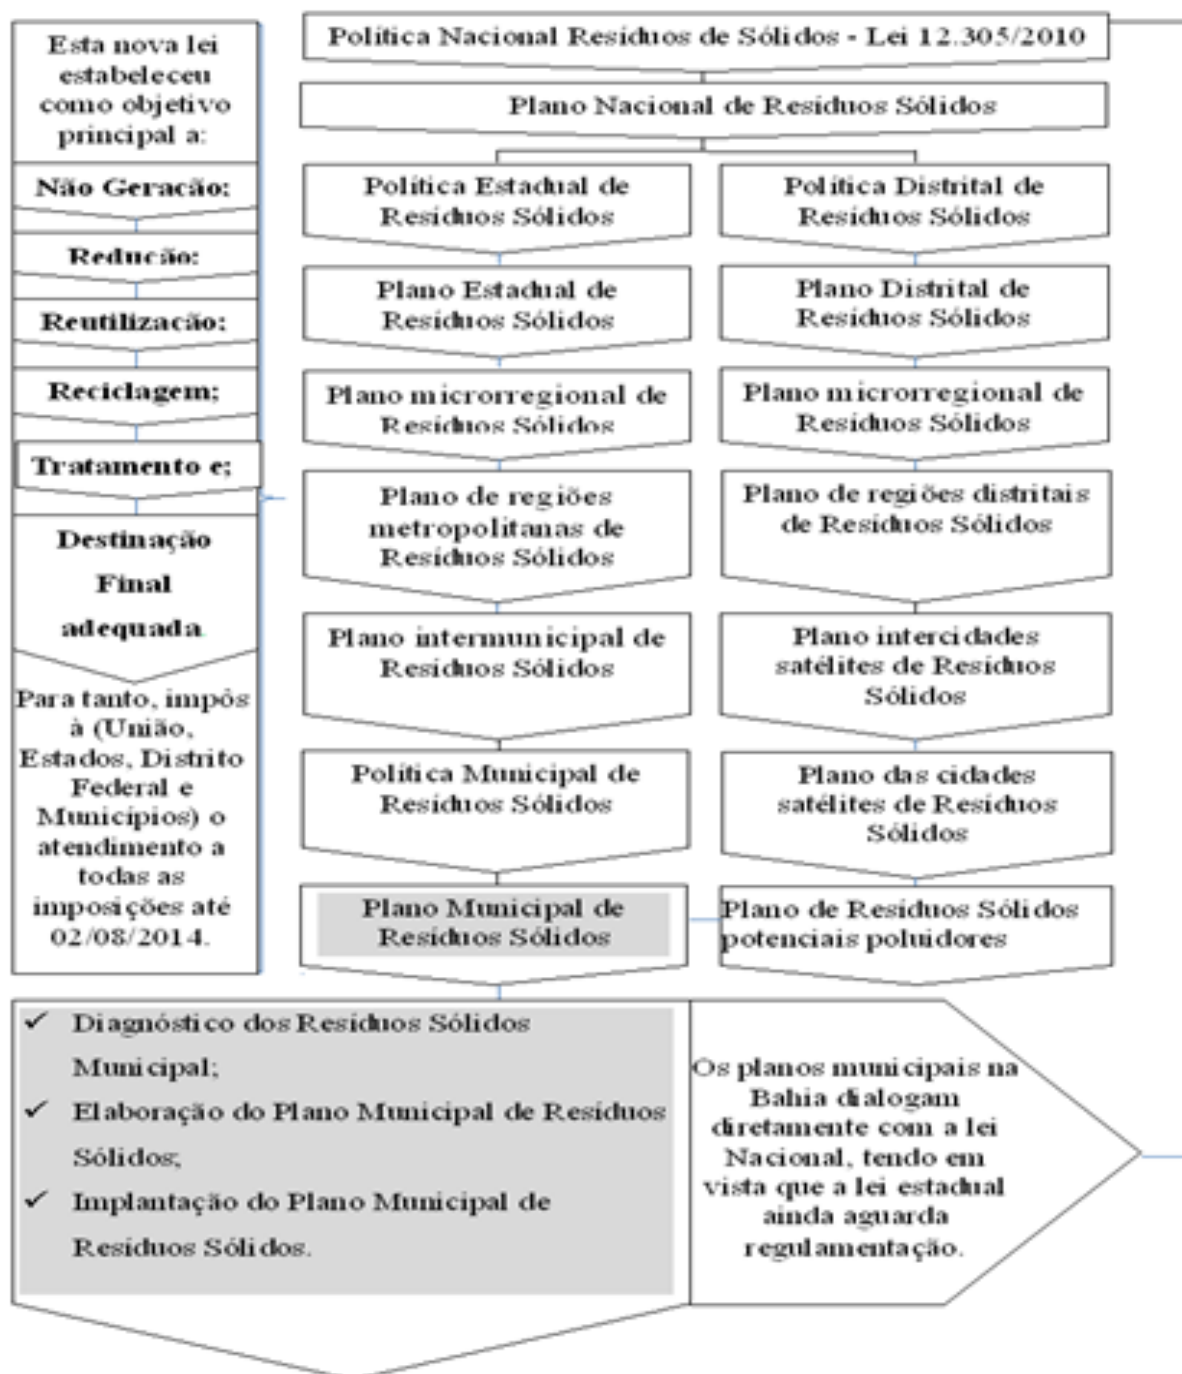 Esta nova lei
estabeleceu
como objetivo
principal a:
Não Geracão;
Reducão;
Reutilizacão;
Reciclagem;
Tratamento e;
Destinação
Final
adequada.
Para tanto, impôs
à (União,
Estados, Distrito
Federal e
Municípios) o
atendimento a
todas as
imposições até
02/08/2014.
Política Nacional Resíduos de Sólidos - Lei 12.305/2010
Plano Nacional de Resíduos Sólidos
Política Estadual de
Resíduos Sólidos
Plano Estadual de
Resíduos Sólidos
Plano microrregional de
Resíduos Sólidos
Plano de regiões
metropolitanas de
Resíduos Sólidos
Plano intermunicipal de
Resíduos Sólidos
Política Municipal de
Resíduos Sólidos
Plano Municipal de
Resíduos Sólidos
Política Distrital de
Resíduos Sólidos
Plano Distrital de
Resíduos Sólidos
Plano microrregional de
Resíduos Sólidos
Plano de regiões distritais
de Resíduos Sólidos
Plano intercidades
satélites de Resíduos
Sólidos
Plano das cidades
satélites de Resíduos
Sólidos
Plano de Resíduos Sólidos
potenciais poluidores
✓ Diagnóstico dos Resíduos Sólidos
Municipal;
✓ Elaboração do Plano Municipal de Resíduos
Sólidos;
✓ Implantação do Plano Municipal de
Resíduos Sólidos.
Os planos municipais na
Bahia dialogam
diretamente com a lei
Nacional, tendo em
vista que a lei estadual
ainda aguarda
regulamentação.